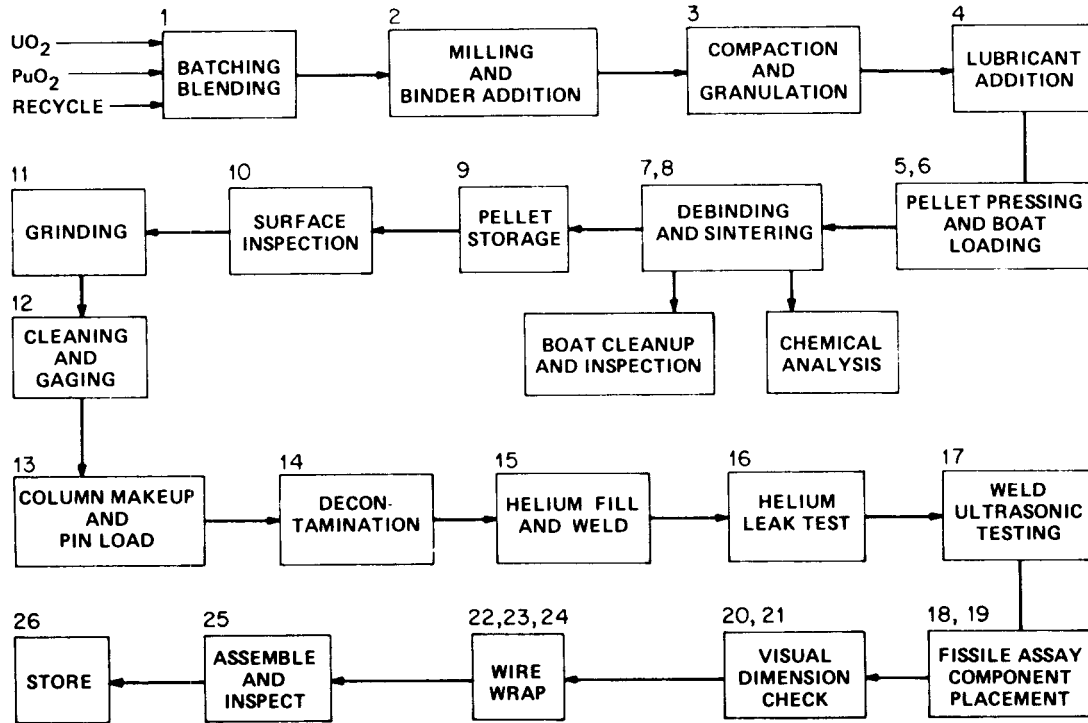 1
UO2
PuO2
RECYCLE
BATCHING
BLENDING
2
MILLING
AND
BINDER ADDITION
3
COMPACTION
AND
GRANULATION
4
LUBRICANT
ADDITION
5, 6
PELLET PRESSING
AND BOAT
LOADING
7, 8
DEBINDING
AND SINTERING
BOAT CLEANUP
AND INSPECTION
CHEMICAL
ANALYSIS
9
PELLET
STORAGE
10
SURFACE
INSPECTION
11
GRINDING
12
CLEANING
AND
GAGING
13
COLUMN MAKEUP
AND
PIN LOAD
14
DECON-
TAMINATION
15
HELIUM FILL
AND WELD
16
HELIUM
LEAK TEST
17
WELD
ULTRASONIC
TESTING
18, 19
FISSILE ASSAY
COMPONENT
PLACEMENT
20, 21
VISUAL
DIMENSION
CHECK
22,23, 24
WIRE
WRAP
25
ASSEMBLE
AND
INSPECT
26
STORE